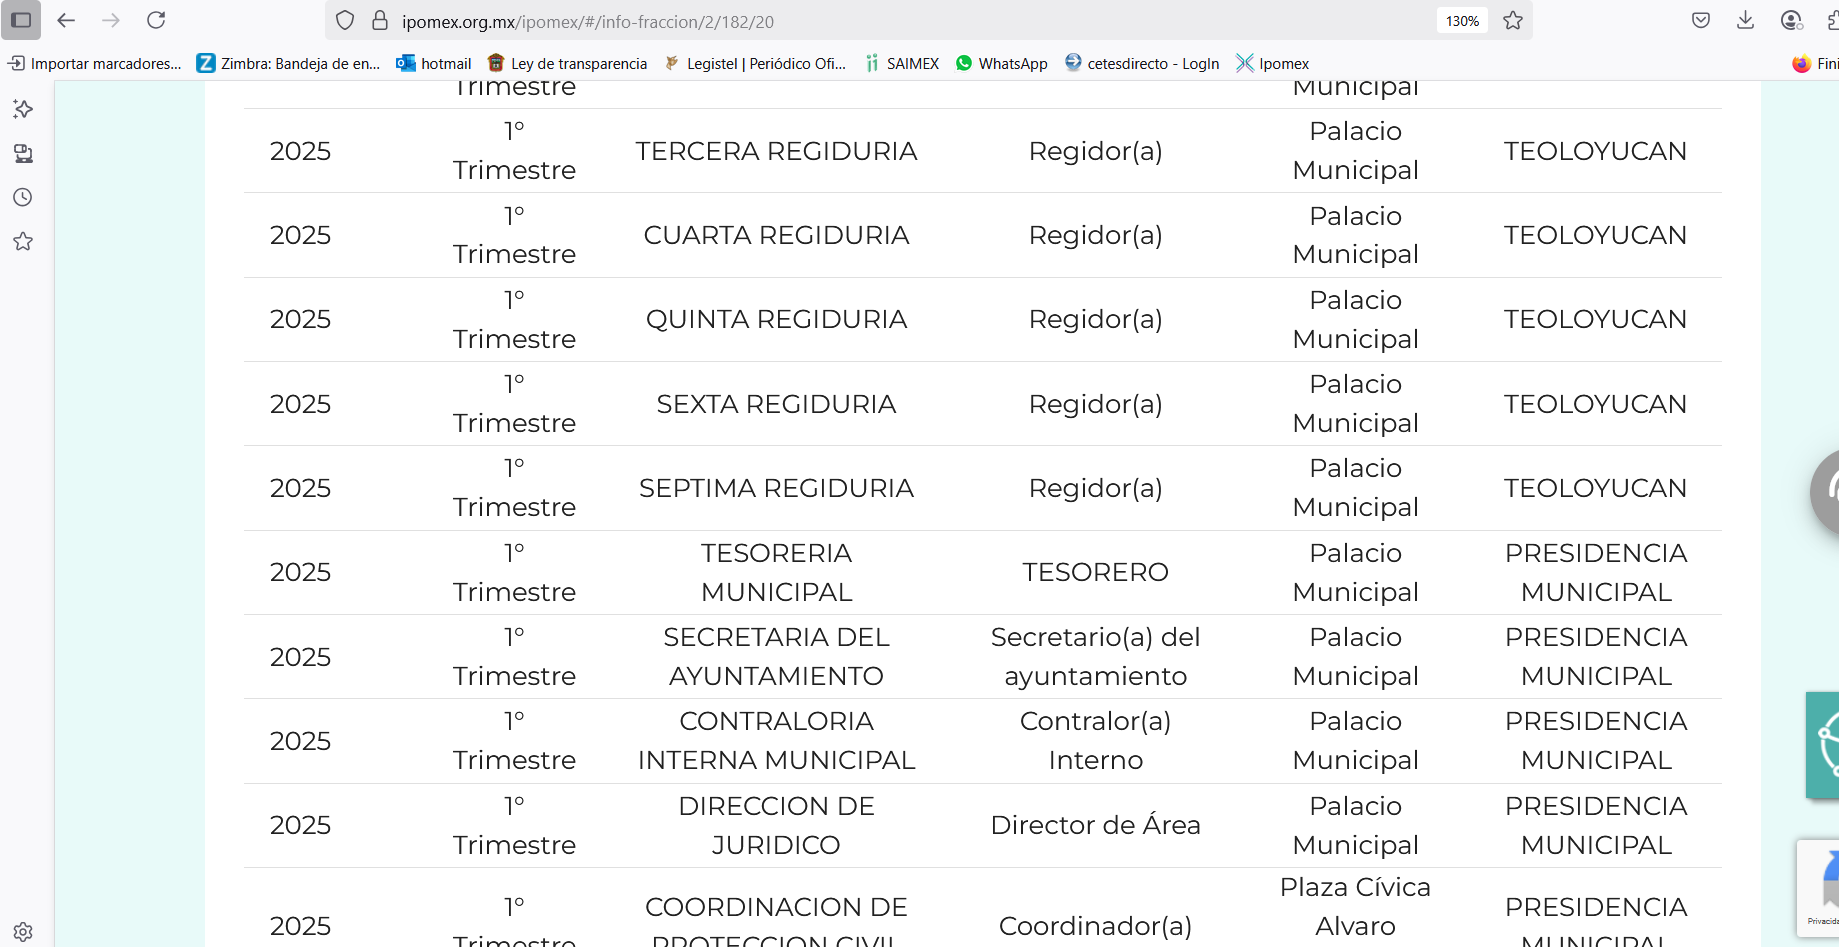 ipomex.org.mx/ipomex/#/info-fraccion/2/182/20
130%
Importar marcadores...
Zimbra: Bandeja de en...
hotmail
Ley de transparencia
Legistel | Periódico Ofi...
SAIMEX
WhatsApp
cetesdirecto - LogIn
Ipomex
Trimestre Municipal
2025 1° Trimestre TERCERA REGIDURIA Regidor(a) Palacio Municipal TEOLOYUCAN
2025 1° Trimestre CUARTA REGIDURIA Regidor(a) Palacio Municipal TEOLOYUCAN
2025 1° Trimestre QUINTA REGIDURIA Regidor(a) Palacio Municipal TEOLOYUCAN
2025 1° Trimestre SEXTA REGIDURIA Regidor(a) Palacio Municipal TEOLOYUCAN
2025 1° Trimestre SEPTIMA REGIDURIA Regidor(a) Palacio Municipal TEOLOYUCAN
2025 1° Trimestre TESORERIA MUNICIPAL TESORERO Palacio Municipal PRESIDENCIA MUNICIPAL
2025 1° Trimestre SECRETARIA DEL AYUNTAMIENTO Secretario(a) del ayuntamiento Palacio Municipal PRESIDENCIA MUNICIPAL
2025 1° Trimestre CONTRALORIA INTERNA MUNICIPAL Contralor(a) Interno Palacio Municipal PRESIDENCIA MUNICIPAL
2025 1° Trimestre DIRECCION DE JURIDICO Director de Área Palacio Municipal PRESIDENCIA MUNICIPAL
2025 1° Trimestre COORDINACION DE PROTECCION CIVIL Coordinador(a) Plaza Cívica Alvaro PRESIDENCIA MUNICIPAL